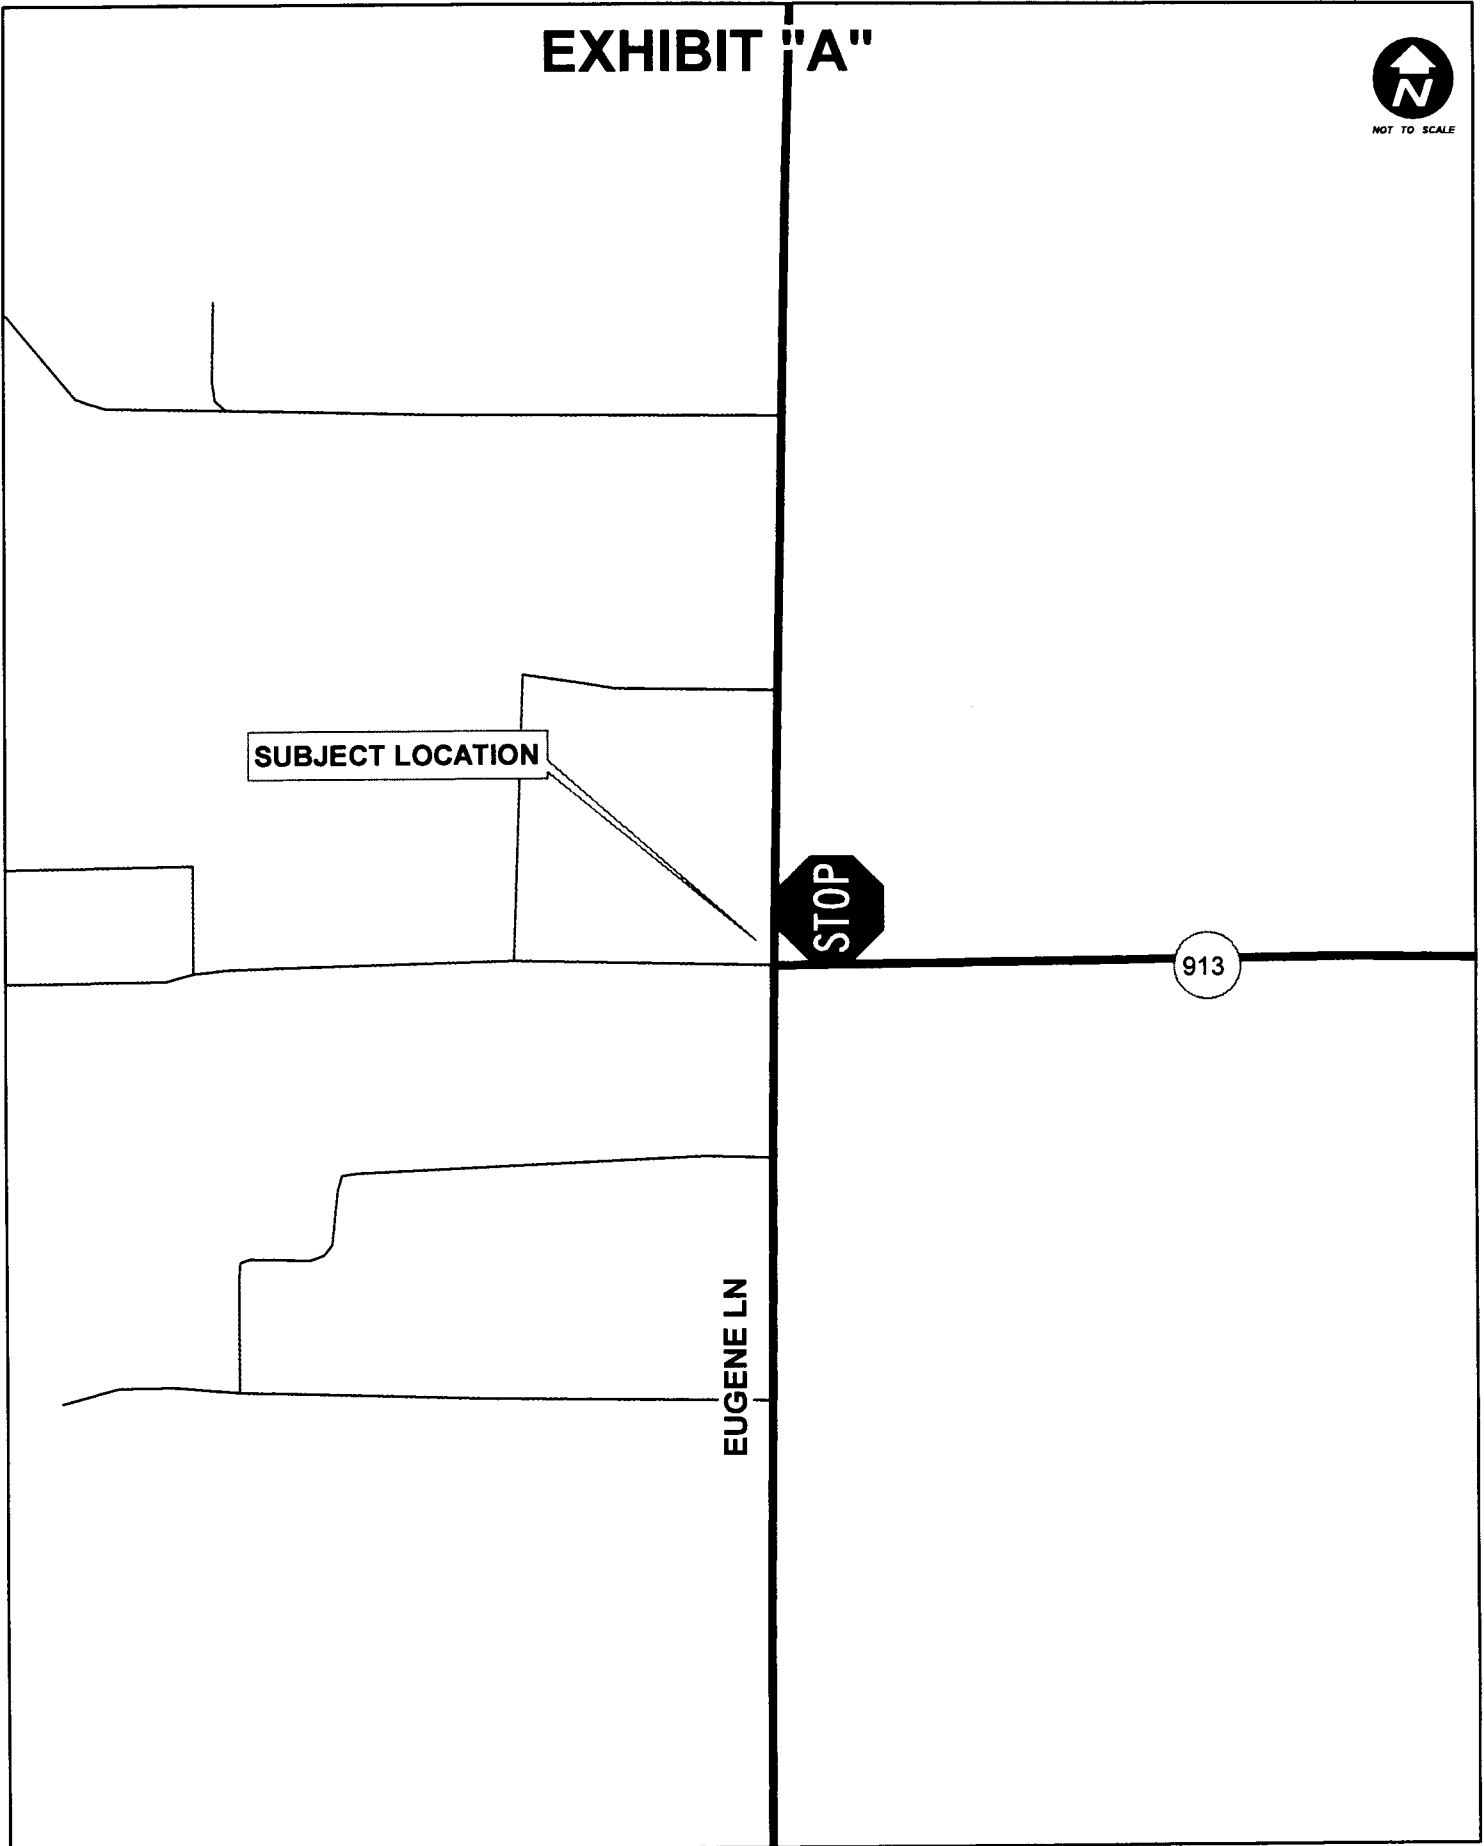 EXHIBIT "A"
N
NOT TO SCALE
SUBJECT LOCATION
STOP
913
EUGENE LN